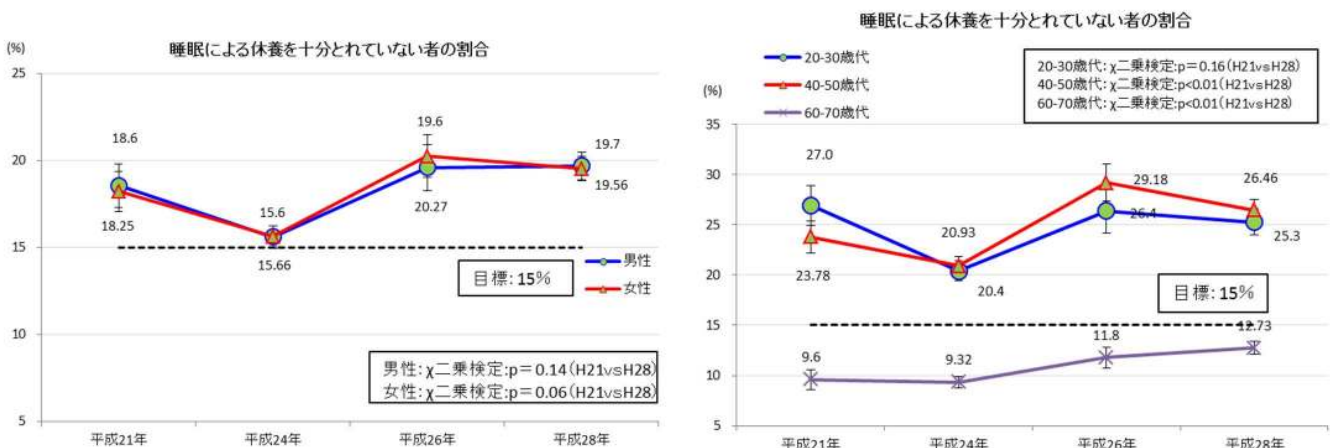 睡眠による休養を十分とれていない者の割合
(%)
25
20
15
10
5
18.6
18.25
15.6
15.66
19.6
20.27
19.7
19.56
男性
女性
目標：15%
男性：χ二乗検定:p＝0.14(H21vsH28)
女性：χ二乗検定:p＝0.06(H21vsH28)
平成21年
平成24年
平成26年
平成28年
睡眠による休養を十分とれていない者の割合
20-30歳代
40-50歳代
60-70歳代
20-30歳代：χ二乗検定:p＝0.16(H21vsH28)
40-50歳代：χ二乗検定:p<0.01(H21vsH28)
60-70歳代：χ二乗検定:p<0.01(H21vsH28)
(%)
35
30
25
20
15
10
5
27.0
23.78
20.93
20.4
29.18
26.4
26.46
25.3
目標：15%
9.6
9.32
11.8
12.73
平成21年
平成24年
平成26年
平成28年